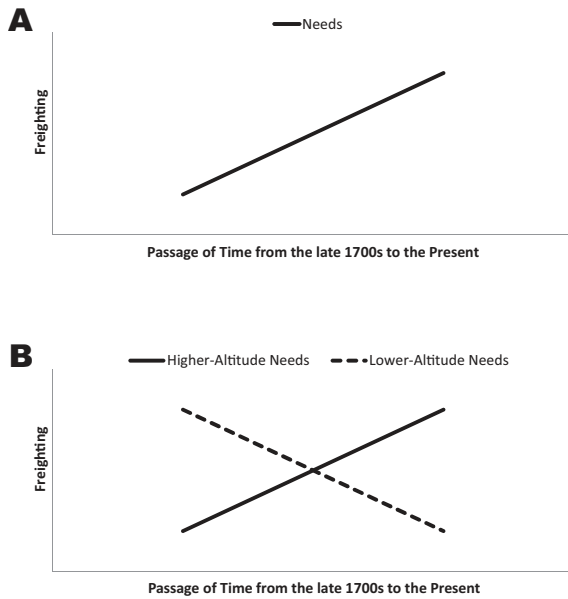 A
Needs
Freighting
Passage of Time from the late 1700s to the Present
B
Higher-Altitude Needs Lower-Altitude Needs
Freighting
Passage of Time from the late 1700s to the Present